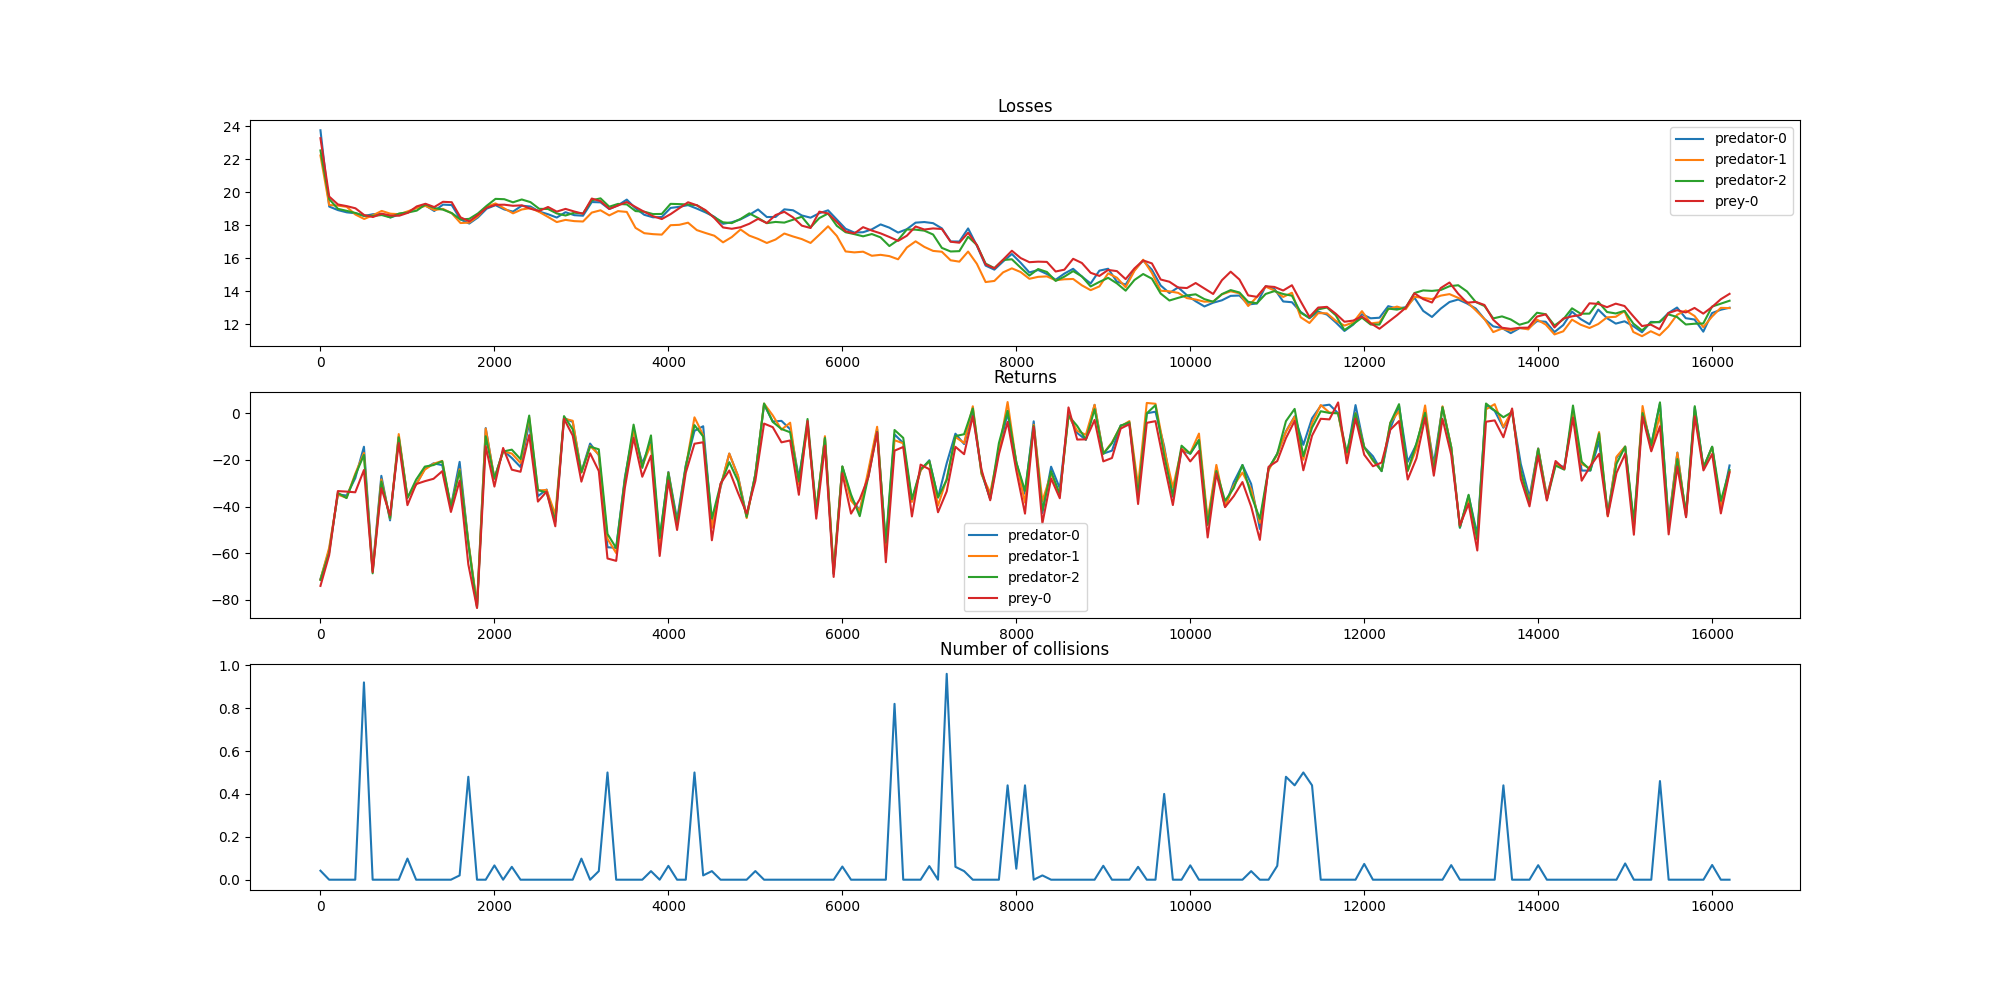 Losses
24
22
20
18
16
14
12
predator-0
predator-1
predator-2
prey-0
0 2000 4000 6000 8000 10000 12000 14000 16000
Returns
0
−20
−40
−60
−80
predator-0
predator-1
predator-2
prey-0
0 2000 4000 6000 8000 10000 12000 14000 16000
Number of collisions
1.0
0.8
0.6
0.4
0.2
0.0
0 2000 4000 6000 8000 10000 12000 14000 16000